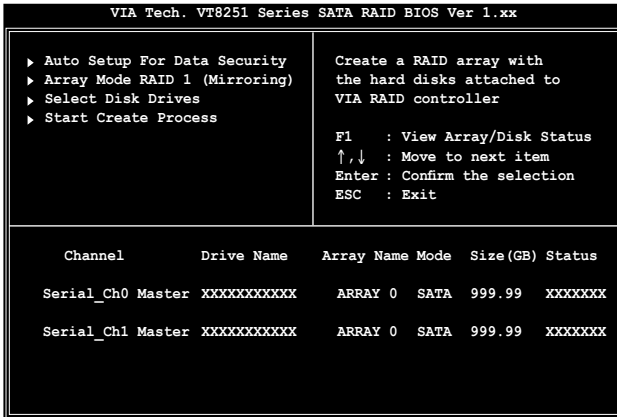 VIA Tech. VT8251 Series SATA RAID BIOS Ver 1.xx
Auto Setup For Data Security
Array Mode RAID 1 (Mirroring)
Select Disk Drives
Start Create Process
Create a RAID array with
the hard disks attached to
VIA RAID controller
F1 : View Array/Disk Status
↑,↓ : Move to next item
Enter : Confirm the selection
ESC : Exit
Channel Drive Name Array Name Mode Size(GB) Status
Serial_Ch0 Master XXXXXXXXXXX ARRAY 0 SATA 999.99 XXXXXXX
Serial_Ch1 Master XXXXXXXXXXX ARRAY 0 SATA 999.99 XXXXXXX